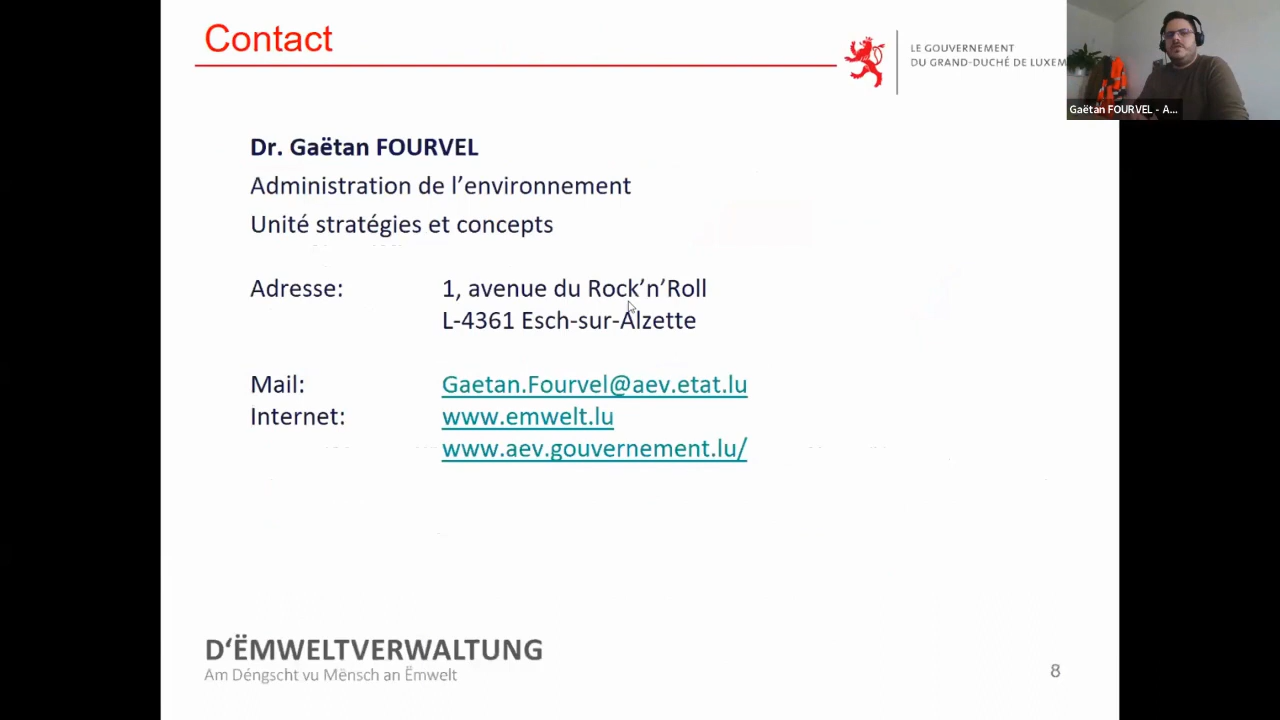 Contact
LE GOUVERNEMENT
DU GRAND-DUCHÉ DE LUXEM
Gaëtan FOURVEL - A...
Dr. Gaëtan FOURVEL
Administration de l’environnement
Unité stratégies et concepts
Adresse: 1, avenue du Rock’n’Roll
L-4361 Esch-sur-Alzette
Mail: Gaetan.Fourvel@aev.etat.lu
Internet: www.emwelt.lu
www.aev.gouvernement.lu/
D‘ËMWELTVERWALTUNG
Am Déngscht vu Mënsch an Ëmwelt
8